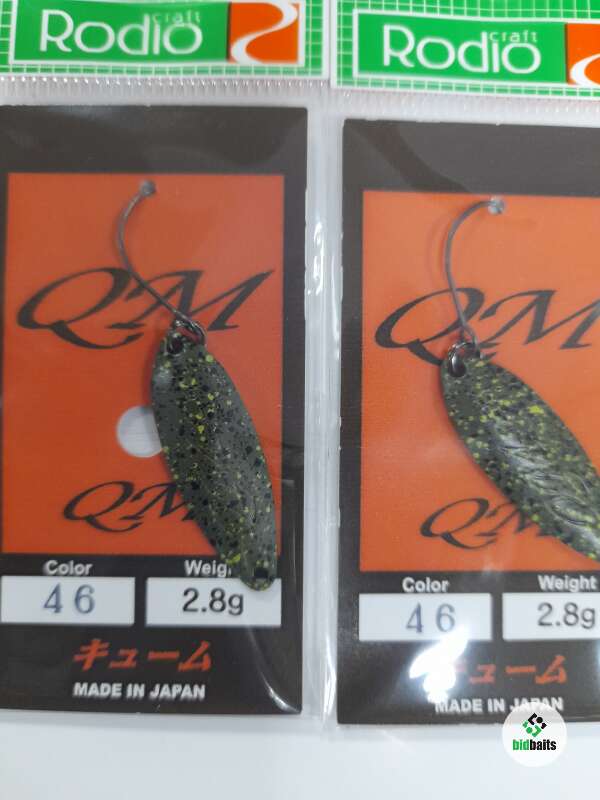 Rodio craft
QM
QM
Color Weig
46 2.8g
キューム
MADE IN JAPAN
Rodio craft
QM
QM
Color Weight
46 2.8g
キューム
MADE IN JAPAN
bidbaits